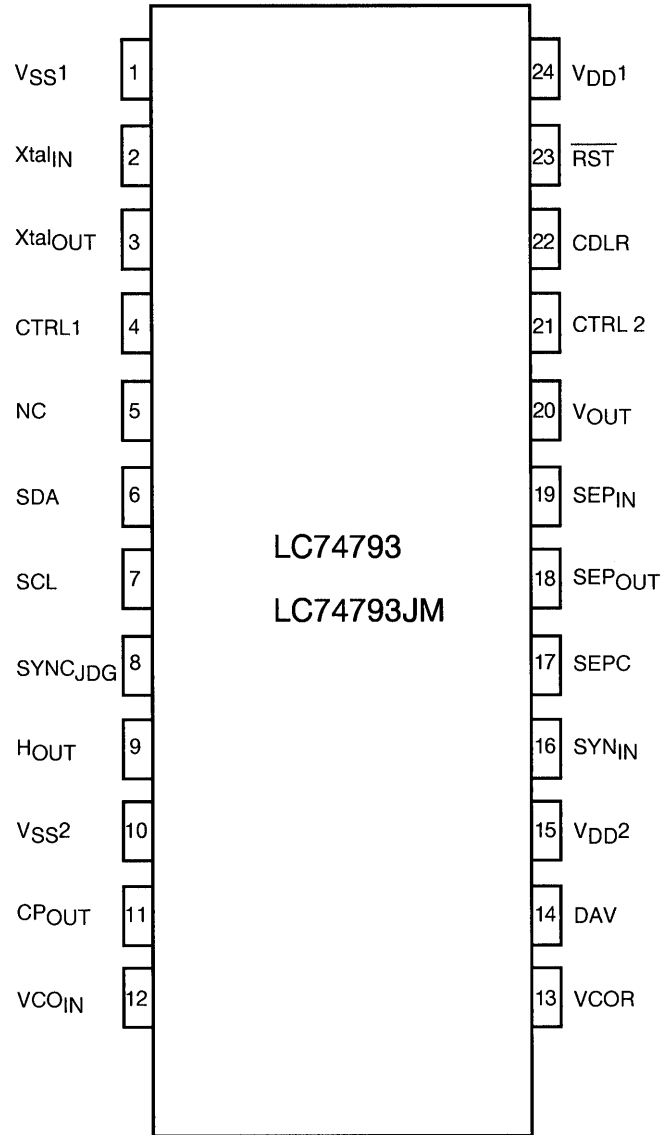 VSS1 1 24 VDD1
XtalIN 2 23 RST
XtalOUT 3 22 CDLR
CTRL1 4 21 CTRL 2
NC 5 20 VOUT
SDA 6 19 SEPIN
LC74793
SCL 7 18 SEPOUT
LC74793JM
SYNCJDG 8 17 SEPC
HOUT 9 16 SYNIN
VSS2 10 15 VDD2
CPOUT 11 14 DAV
VCOIN 12 13 VCOR